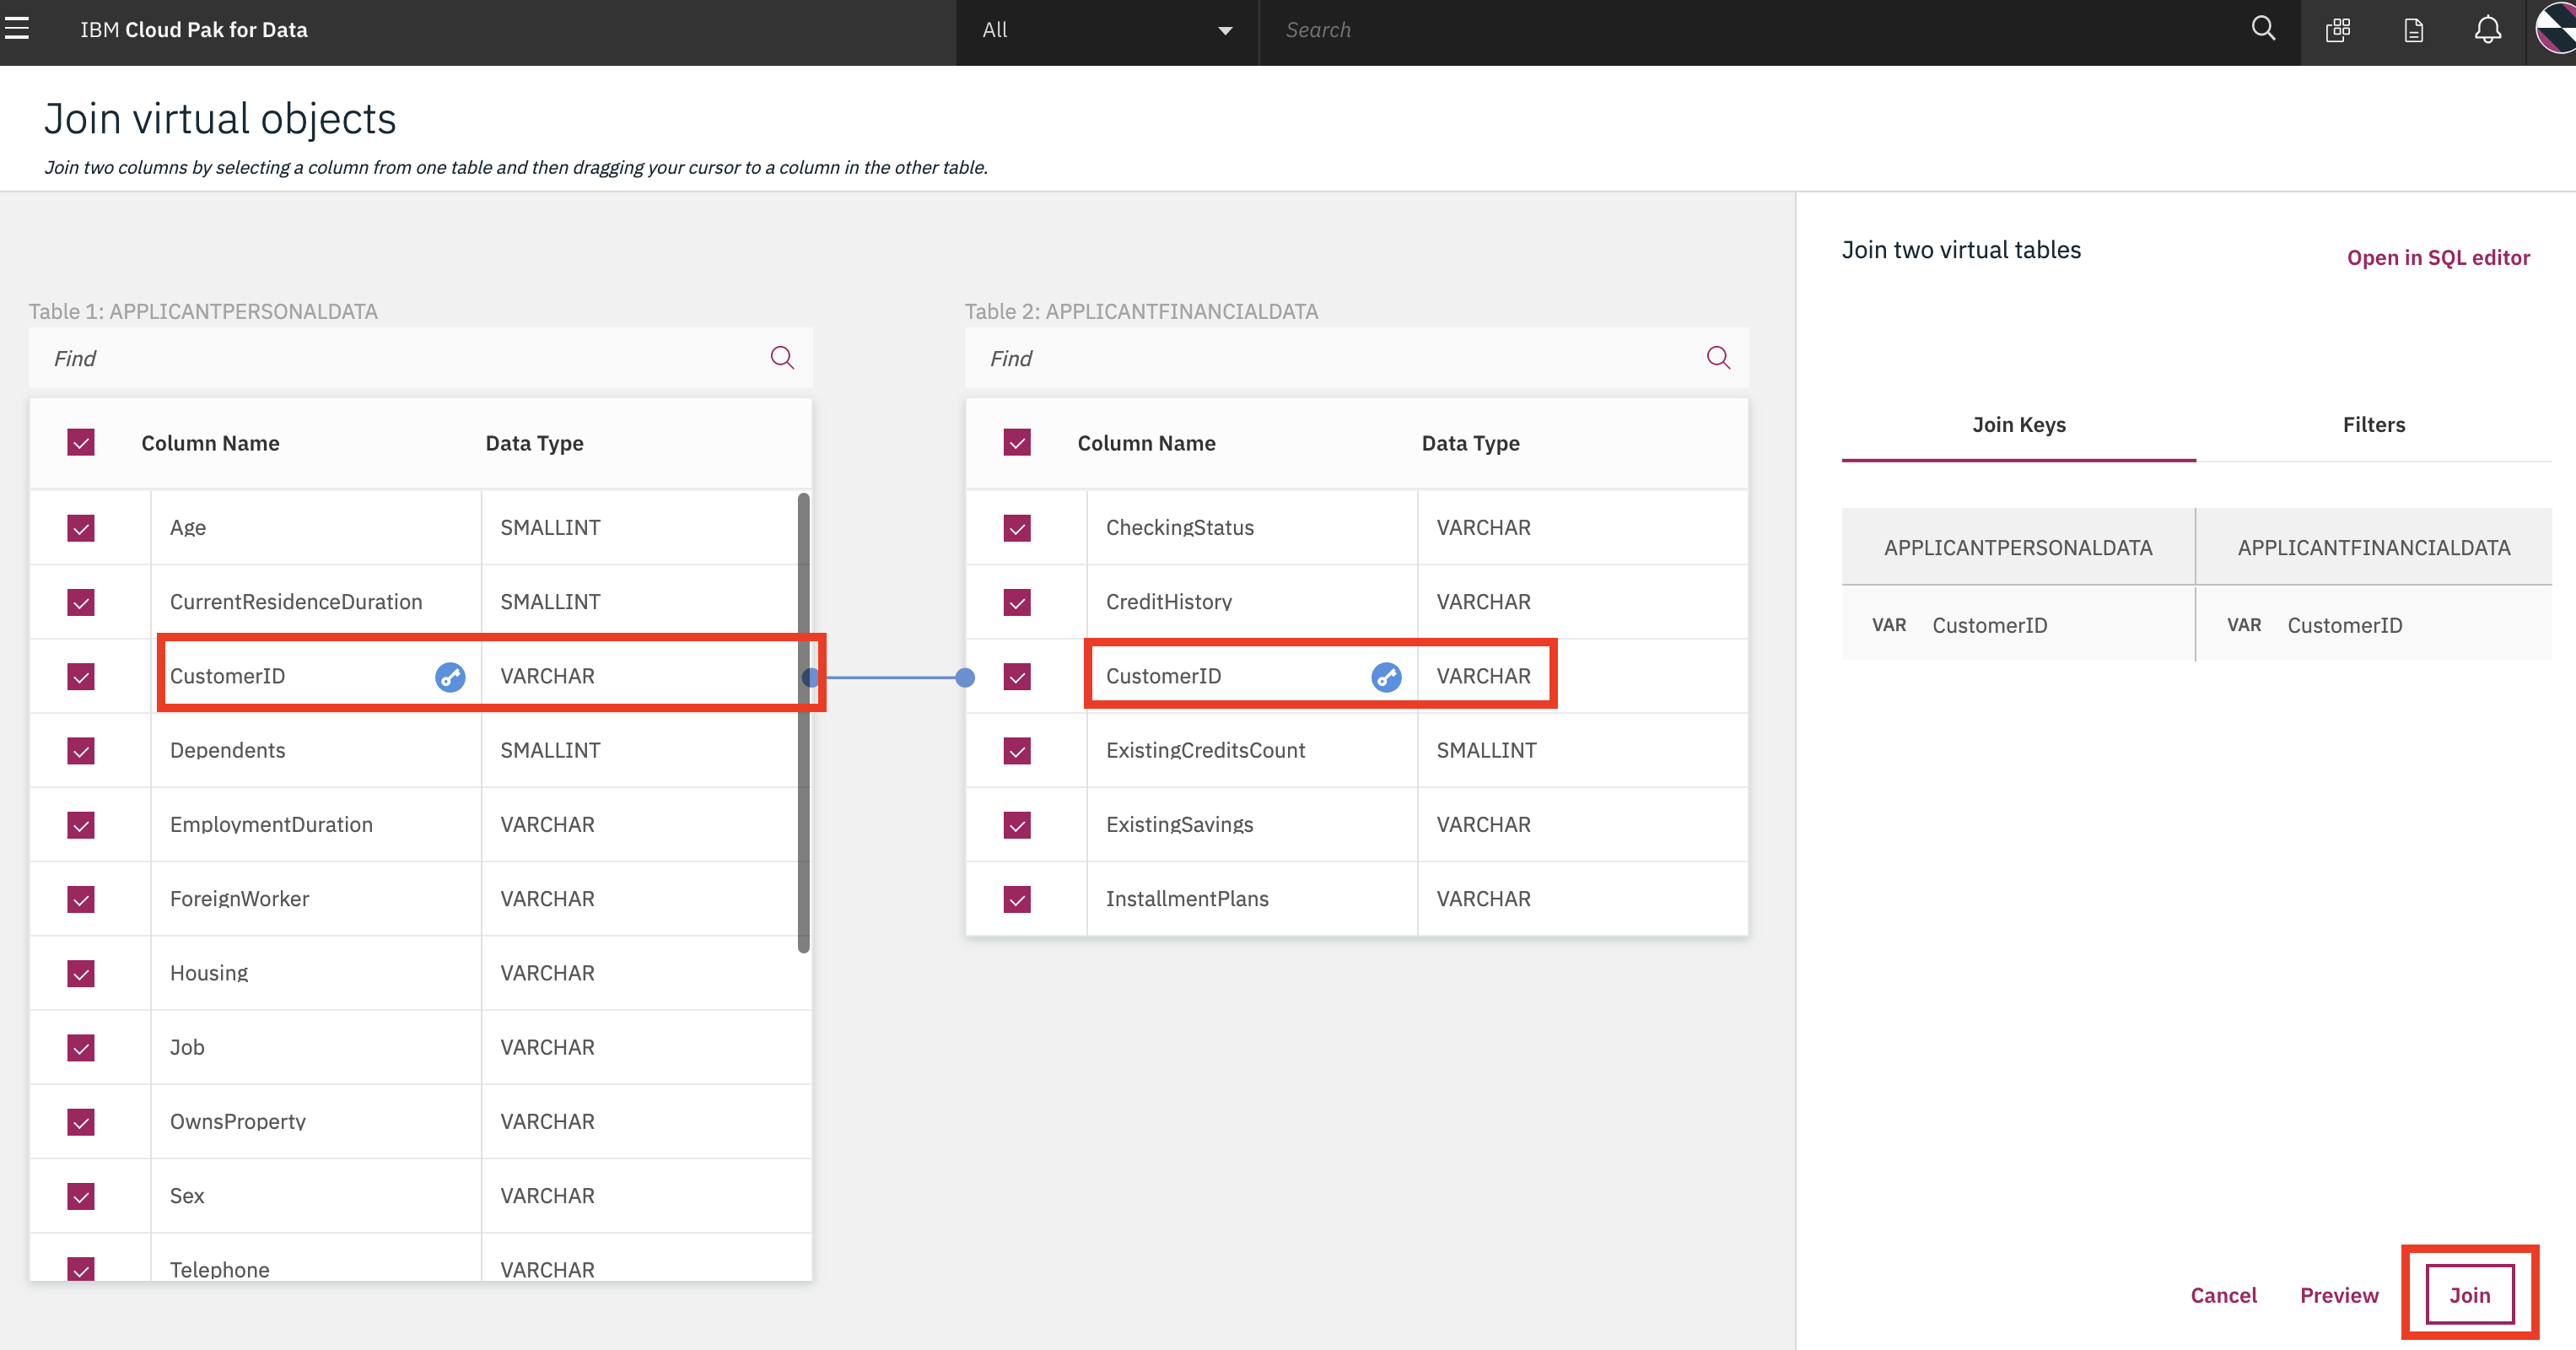 IBM Cloud Pak for Data
All
Search
Join virtual objects
Join two columns by selecting a column from one table and then dragging your cursor to a column in the other table.
Table 1: APPLICANTPERSONALDATA
Find
Column Name Data Type
Age SMALLINT
CurrentResidenceDuration SMALLINT
CustomerID VARCHAR
Dependents SMALLINT
EmploymentDuration VARCHAR
ForeignWorker VARCHAR
Housing VARCHAR
Job VARCHAR
OwnsProperty VARCHAR
Sex VARCHAR
Telephone VARCHAR
Table 2: APPLICANTFINANCIALDATA
Find
Column Name Data Type
CheckingStatus VARCHAR
CreditHistory VARCHAR
CustomerID VARCHAR
ExistingCreditsCount SMALLINT
ExistingSavings VARCHAR
InstallmentPlans VARCHAR
Join two virtual tables
Open in SQL editor
Join Keys Filters
APPLICANTPERSONALDATA APPLICANTFINANCIALDATA
VAR CustomerID VAR CustomerID
Cancel Preview Join